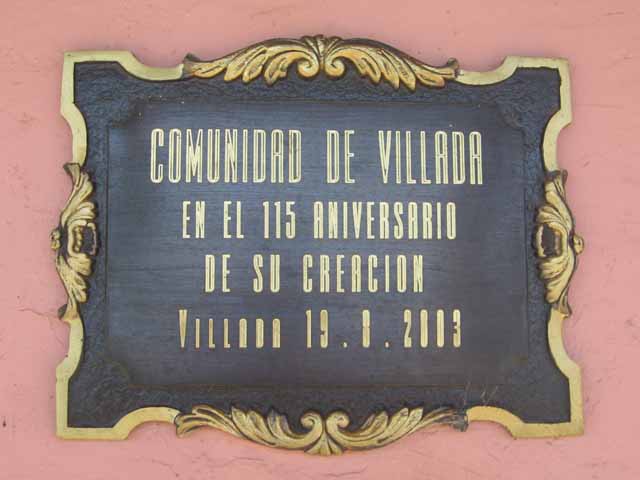 COMUNIDAD DE VILLADA
EN EL 115 ANIVERSARIO
DE SU CREACION
VILLADA 19.8.2003